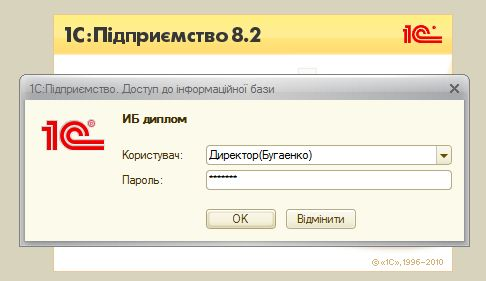 1С:Підприємство 8.2
1С
1С:Підприємство. Доступ до інформаційної бази
1С
ИБ диплом
Користувач: Директор(Бугаенко)
Пароль: *******
OK Відмінити
© «1С», 1996–2010